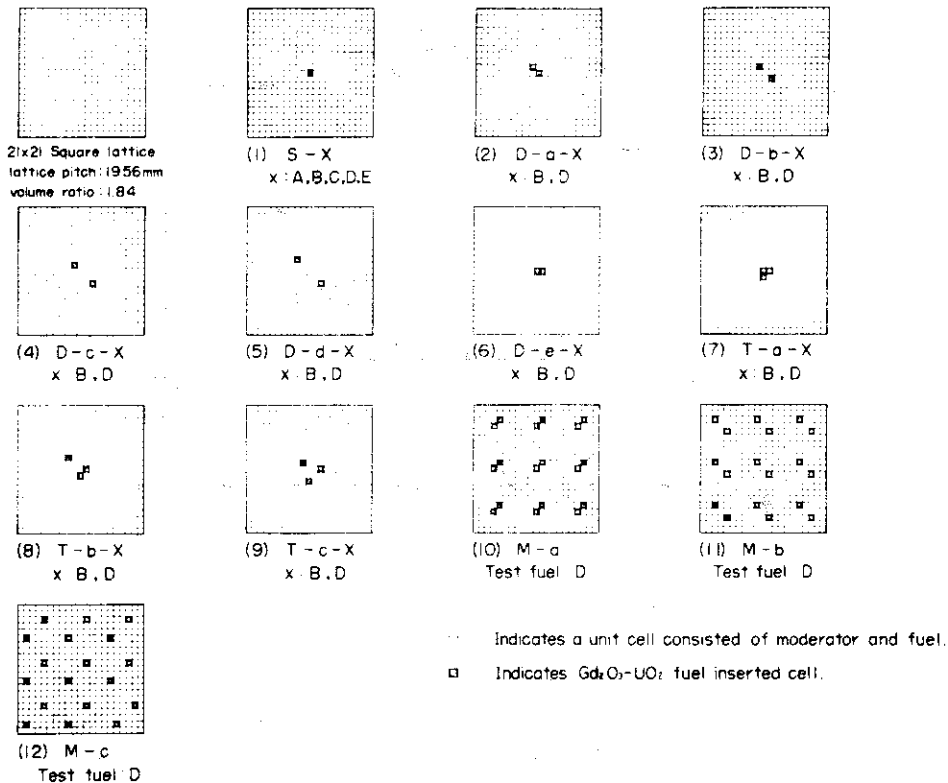 21x21 Square lattice
lattice pitch:19.56mm
volume ratio:1.84
(1) S-X
x:A,B,C,D,E
(2) D-a-X
x:B,D
(3) D-b-X
x:B,D
(4) D-c-X
x:B,D
(5) D-d-X
x:B,D
(6) D-e-X
x:B,D
(7) T-a-X
x:B,D
(8) T-b-X
x:B,D
(9) T-c-X
x:B,D
(10) M-a
Test fuel D
(11) M-b
Test fuel D
(12) M-c
Test fuel:D
Indicates a unit cell consisted of moderator and fuel.
Indicates Gd₂O₃-UO₂ fuel inserted cell.